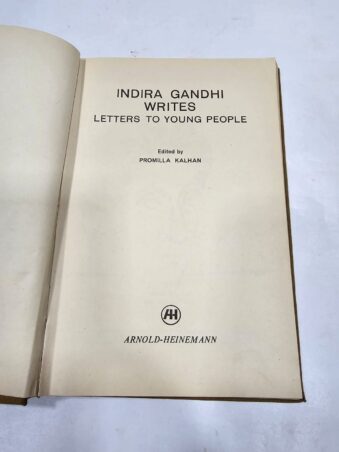 INDIRA GANDHI
WRITES
LETTERS TO YOUNG PEOPLE
Edited by
PROMILLA KALHAN
AH
ARNOLD-HEINEMANN